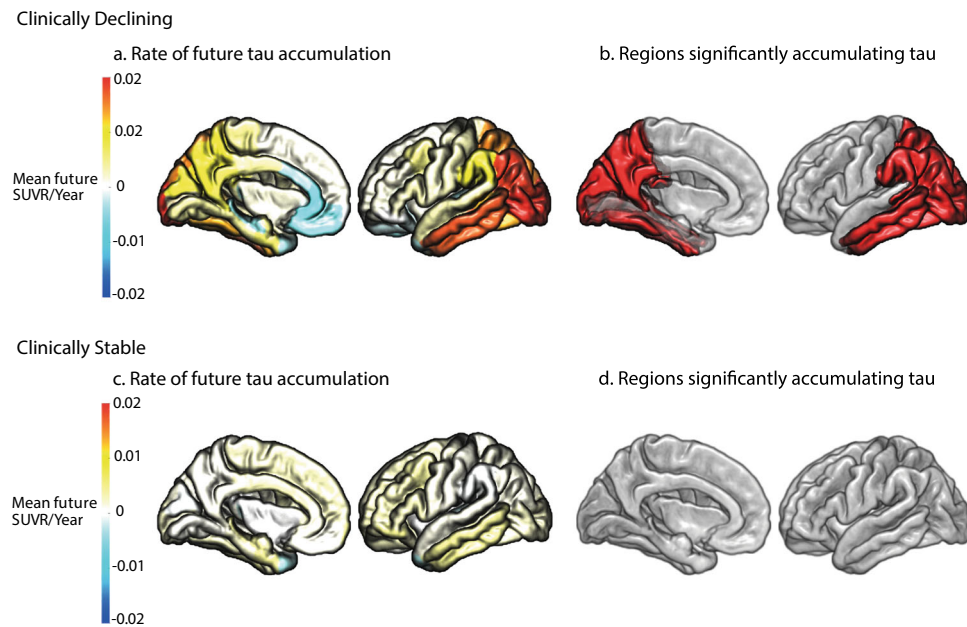 Clinically Declining
a. Rate of future tau accumulation
b. Regions significantly accumulating tau
0.02
0.02
Mean future
SUVR/Year
0
-0.01
-0.02
Clinically Stable
c. Rate of future tau accumulation
d. Regions significantly accumulating tau
0.02
0.01
Mean future
SUVR/Year
0
-0.01
-0.02